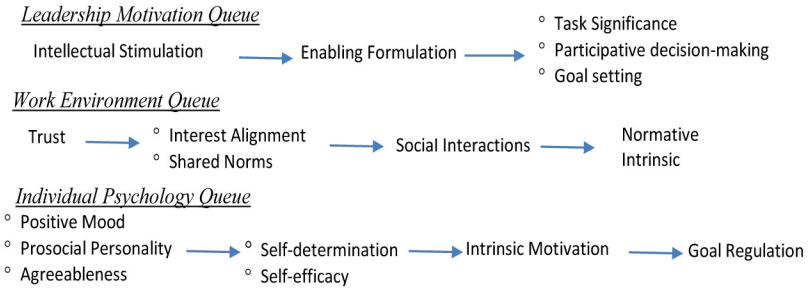 Leadership Motivation Queue
Intellectual Stimulation
Enabling Formulation
° Task Significance
° Participative decision-making
° Goal setting
Work Environment Queue
Trust
° Interest Alignment
° Shared Norms
Social Interactions
Normative
Intrinsic
Individual Psychology Queue
° Positive Mood
° Prosocial Personality
° Agreeableness
° Self-determination
° Self-efficacy
Intrinsic Motivation
Goal Regulation